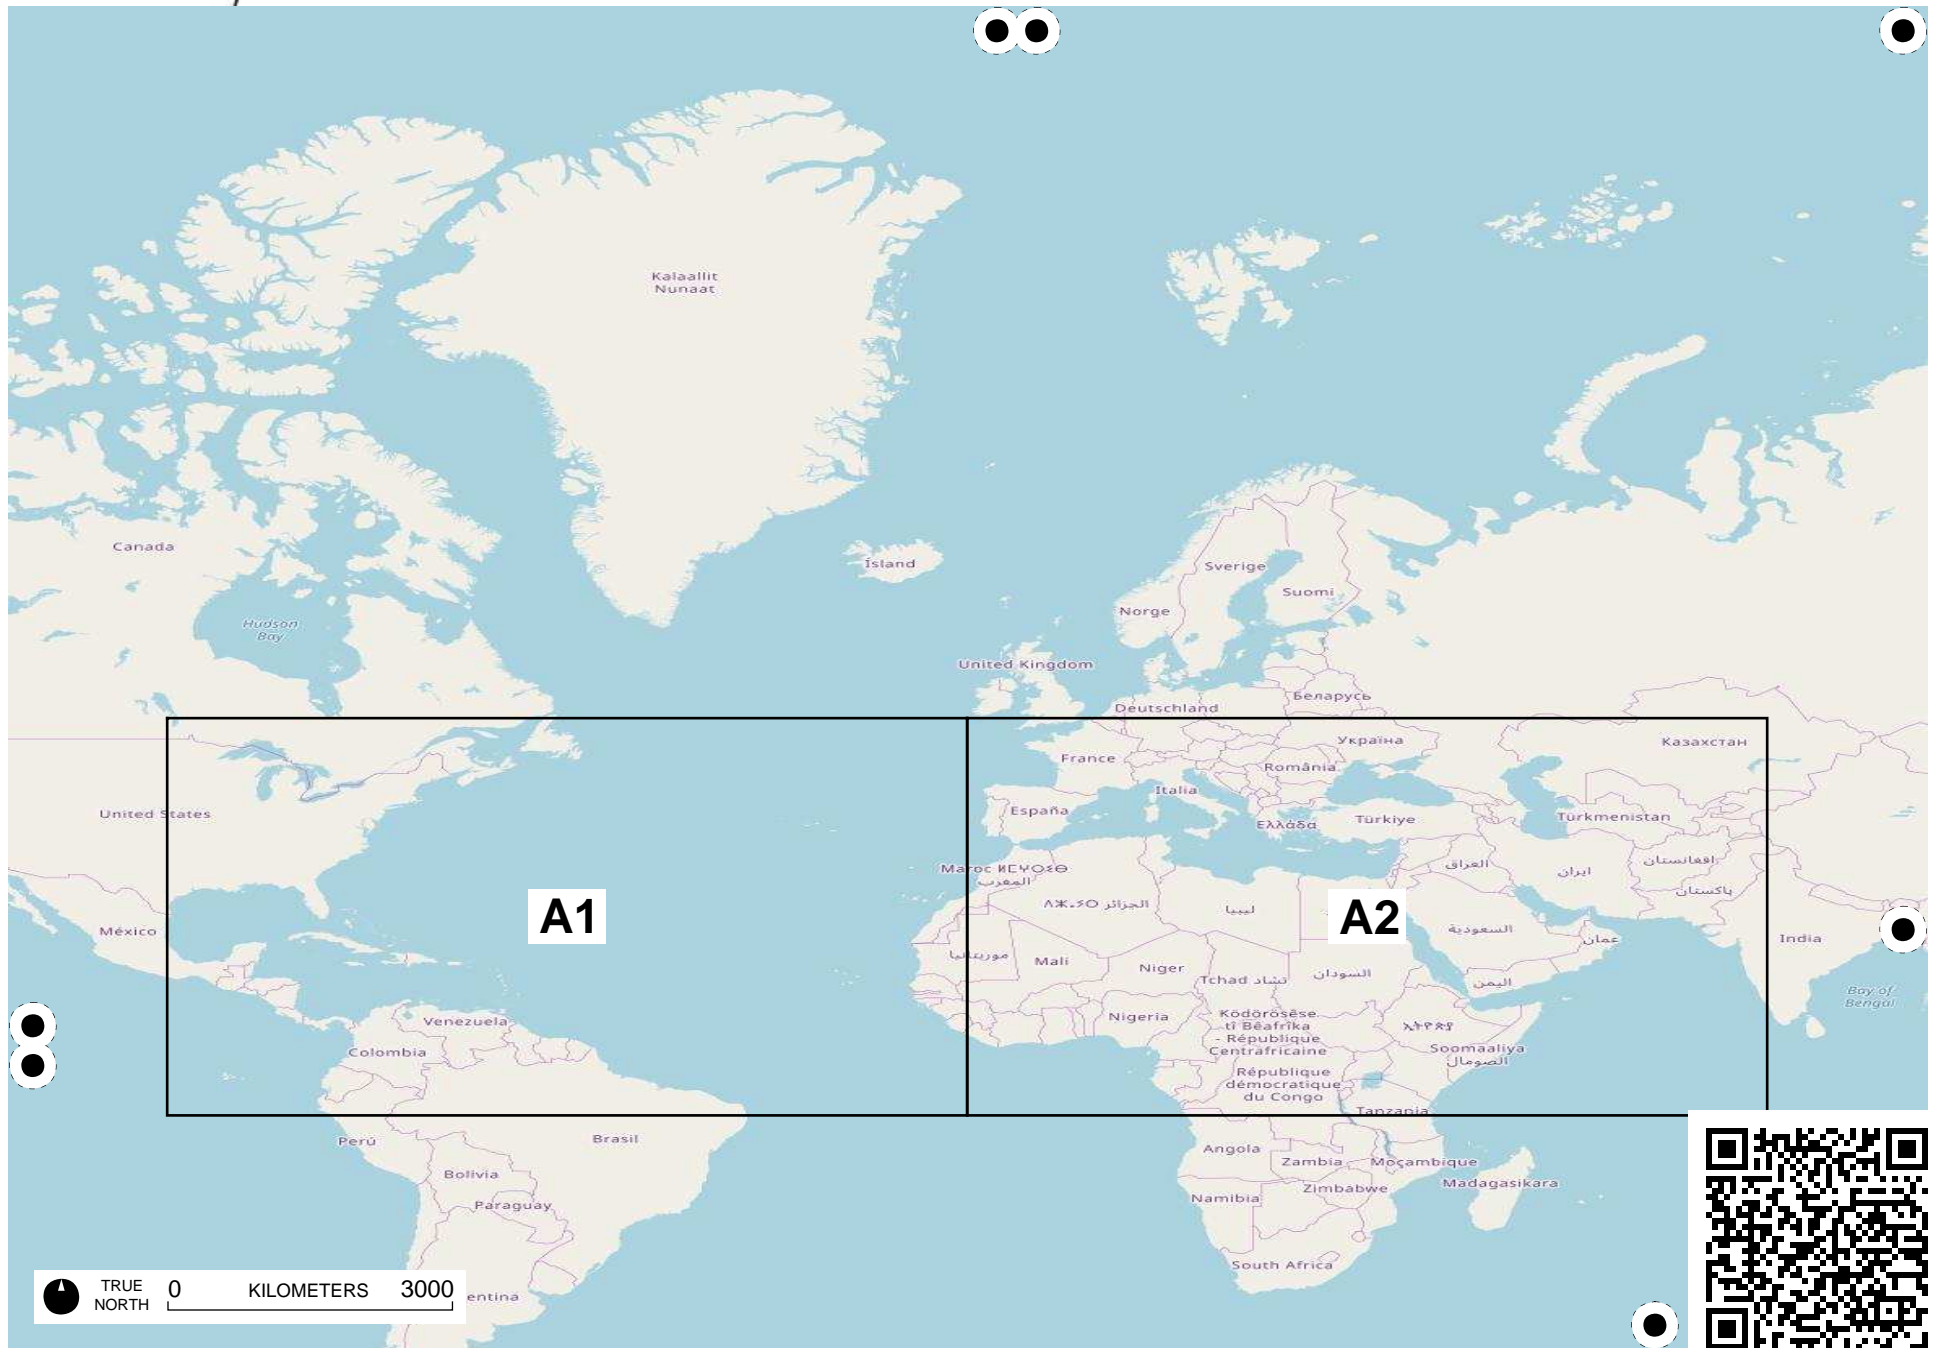 Kalaallit
Nunaat
Canada
Ísland
Sverige
Suomi
Norge
Hudson
Bay
United Kingdom
Беларусь
Deutschland
Україна
Казахстан
France
România
Italia
España
United States
Türkiye
Türkmenistan
Ελλάδα
افغانستان
العراق
Maroc ⵍⵎⵖⵔⵉⴱ
المغرب
ایران
پاکستان
الجزائر
ليبيا
A1
A2
México
السعودية
عمان
India
موريتانيا
Mali
Niger
Tchad تشاد
السودان
اليمن
Bay of
Bengal
Venezuela
Nigeria
Ködörösêse
tî Bêafrîka
- République
Centrafricaine
ኢትዮጵያ
Colombia
Soomaaliya
الصومال
République
démocratique
du Congo
Tanzania
Perú
Brasil
Angola
Zambia
Moçambique
Bolivia
Madagasikara
Zimbabwe
Namibia
Paraguay
South Africa
TRUE
NORTH
0 KILOMETERS 3000
entina